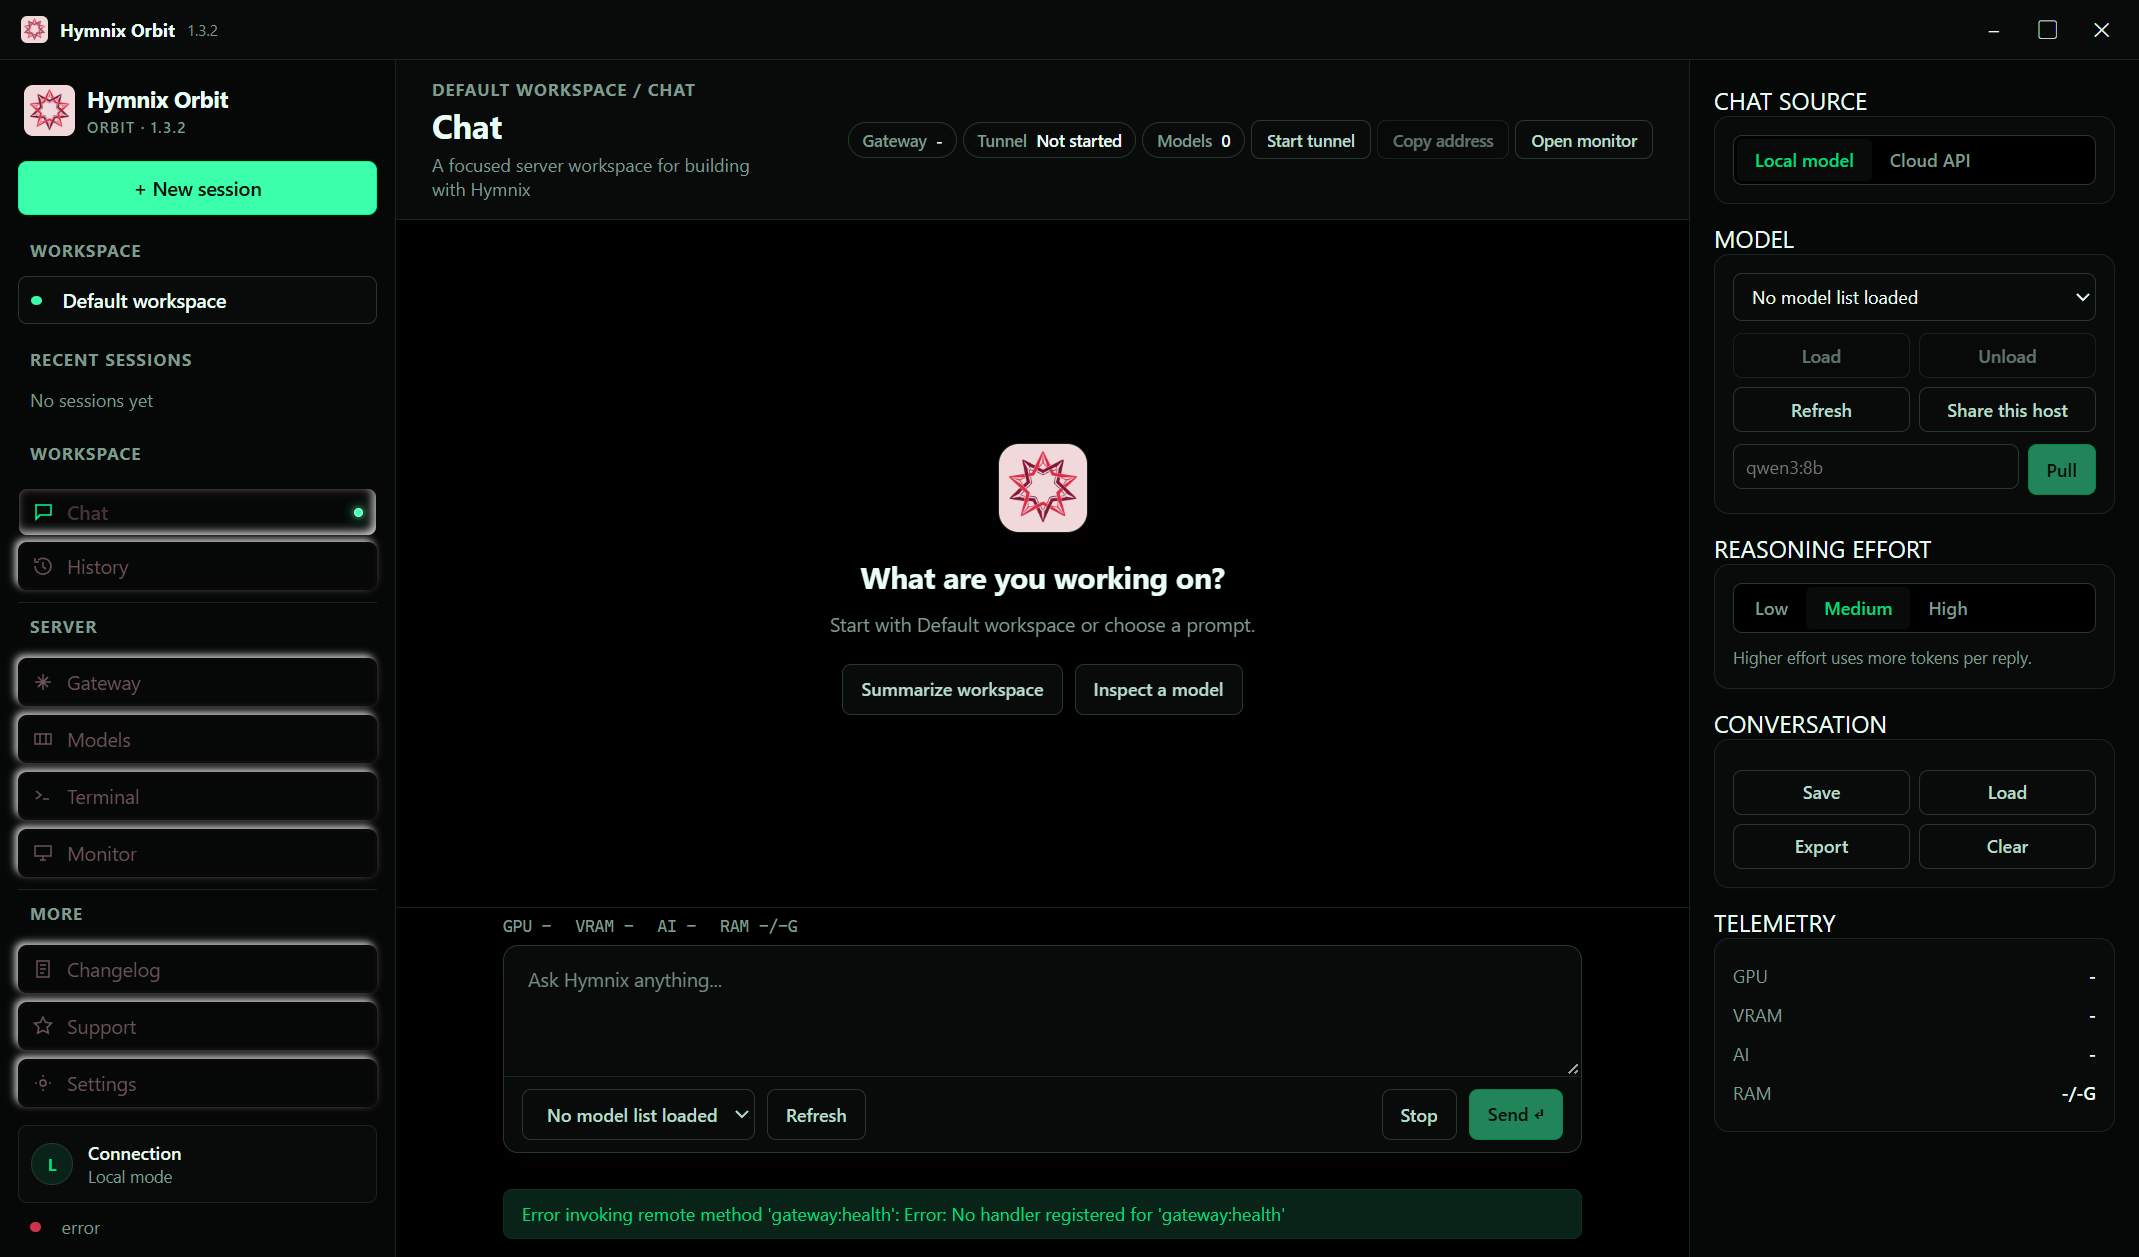 Hymnix Orbit 1.3.2
Hymnix Orbit
ORBIT · 1.3.2
+ New session
WORKSPACE
Default workspace
RECENT SESSIONS
No sessions yet
WORKSPACE
Chat
History
SERVER
Gateway
Models
Terminal
Monitor
MORE
Changelog
Support
Settings
L
Connection
Local mode
error
DEFAULT WORKSPACE / CHAT
Chat
A focused server workspace for building
with Hymnix
Gateway -
Tunnel Not started
Models 0
Start tunnel
Copy address
Open monitor
What are you working on?
Start with Default workspace or choose a prompt.
Summarize workspace
Inspect a model
GPU – VRAM – AI – RAM –/–G
Ask Hymnix anything...
No model list loaded
Refresh
Stop
Send ↲
Error invoking remote method 'gateway:health': Error: No handler registered for 'gateway:health'
CHAT SOURCE
Local model
Cloud API
MODEL
No model list loaded
Load
Unload
Refresh
Share this host
qwen3:8b
Pull
REASONING EFFORT
Low
Medium
High
Higher effort uses more tokens per reply.
CONVERSATION
Save
Load
Export
Clear
TELEMETRY
GPU -
VRAM -
AI -
RAM -/-G